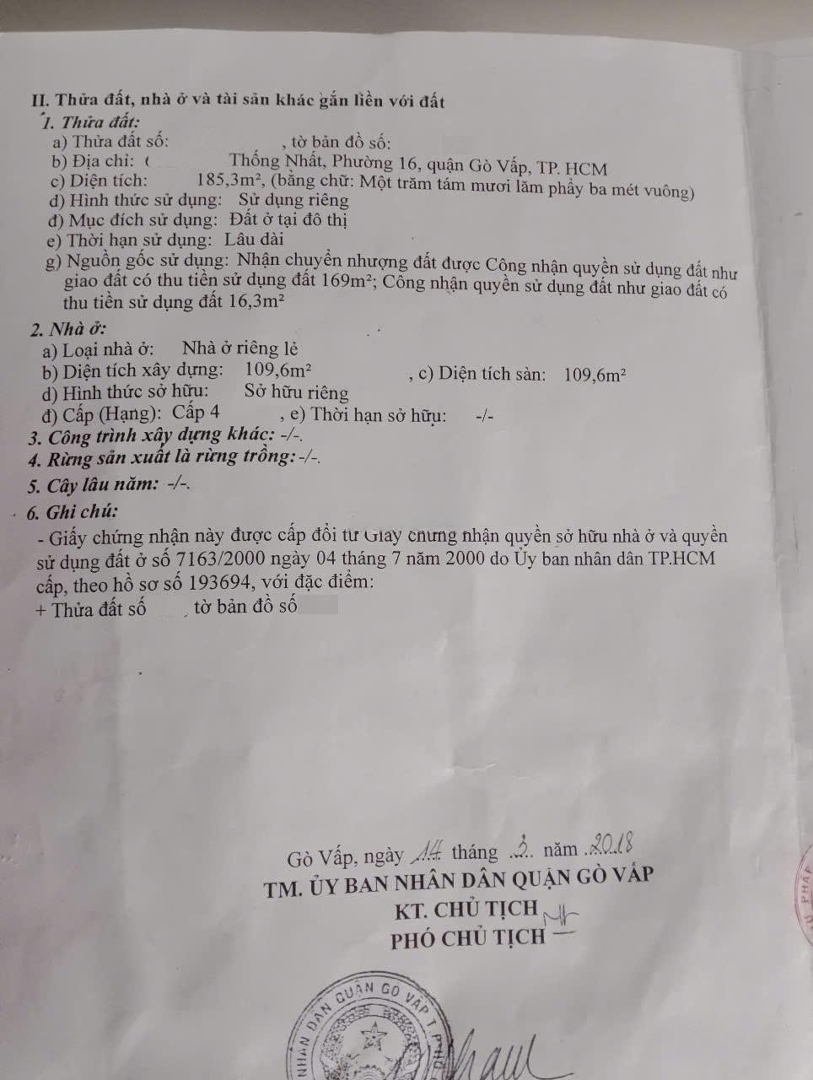 II. Thửa đất, nhà ở và tài sản khác gắn liền với đất
1. Thửa đất:
a) Thửa đất số: , tờ bản đồ số:
b) Địa chỉ: Thống Nhất, Phường 16, quận Gò Vấp, TP. HCM
c) Diện tích: 185,3m², (bằng chữ: Một trăm tám mươi lăm phẩy ba mét vuông)
d) Hình thức sử dụng: Sử dụng riêng
đ) Mục đích sử dụng: Đất ở tại đô thị
e) Thời hạn sử dụng: Lâu dài
g) Nguồn gốc sử dụng: Nhận chuyển nhượng đất được Công nhận quyền sử dụng đất như
giao đất có thu tiền sử dụng đất 169m²; Công nhận quyền sử dụng đất như giao đất có
thu tiền sử dụng đất 16,3m²
2. Nhà ở:
a) Loại nhà ở: Nhà ở riêng lẻ
b) Diện tích xây dựng: 109,6m² , c) Diện tích sàn: 109,6m²
d) Hình thức sở hữu: Sở hữu riêng
đ) Cấp (Hạng): Cấp 4 , e) Thời hạn sở hữu: -/-
3. Công trình xây dựng khác: -/-.
4. Rừng sản xuất là rừng trồng: -/-.
5. Cây lâu năm: -/-.
6. Ghi chú:
- Giấy chứng nhận này được cấp đổi từ Giấy chứng nhận quyền sở hữu nhà ở và quyền
sử dụng đất ở số 7163/2000 ngày 04 tháng 7 năm 2000 do Ủy ban nhân dân TP.HCM
cấp, theo hồ sơ số 193694, với đặc điểm:
+ Thửa đất số , tờ bản đồ số
Gò Vấp, ngày 14 tháng năm 2018
TM. ỦY BAN NHÂN DÂN QUẬN GÒ VẤP
KT. CHỦ TỊCH
PHÓ CHỦ TỊCH
NHÂN DÂN QUẬN GÒ VẤP T.P HỒ